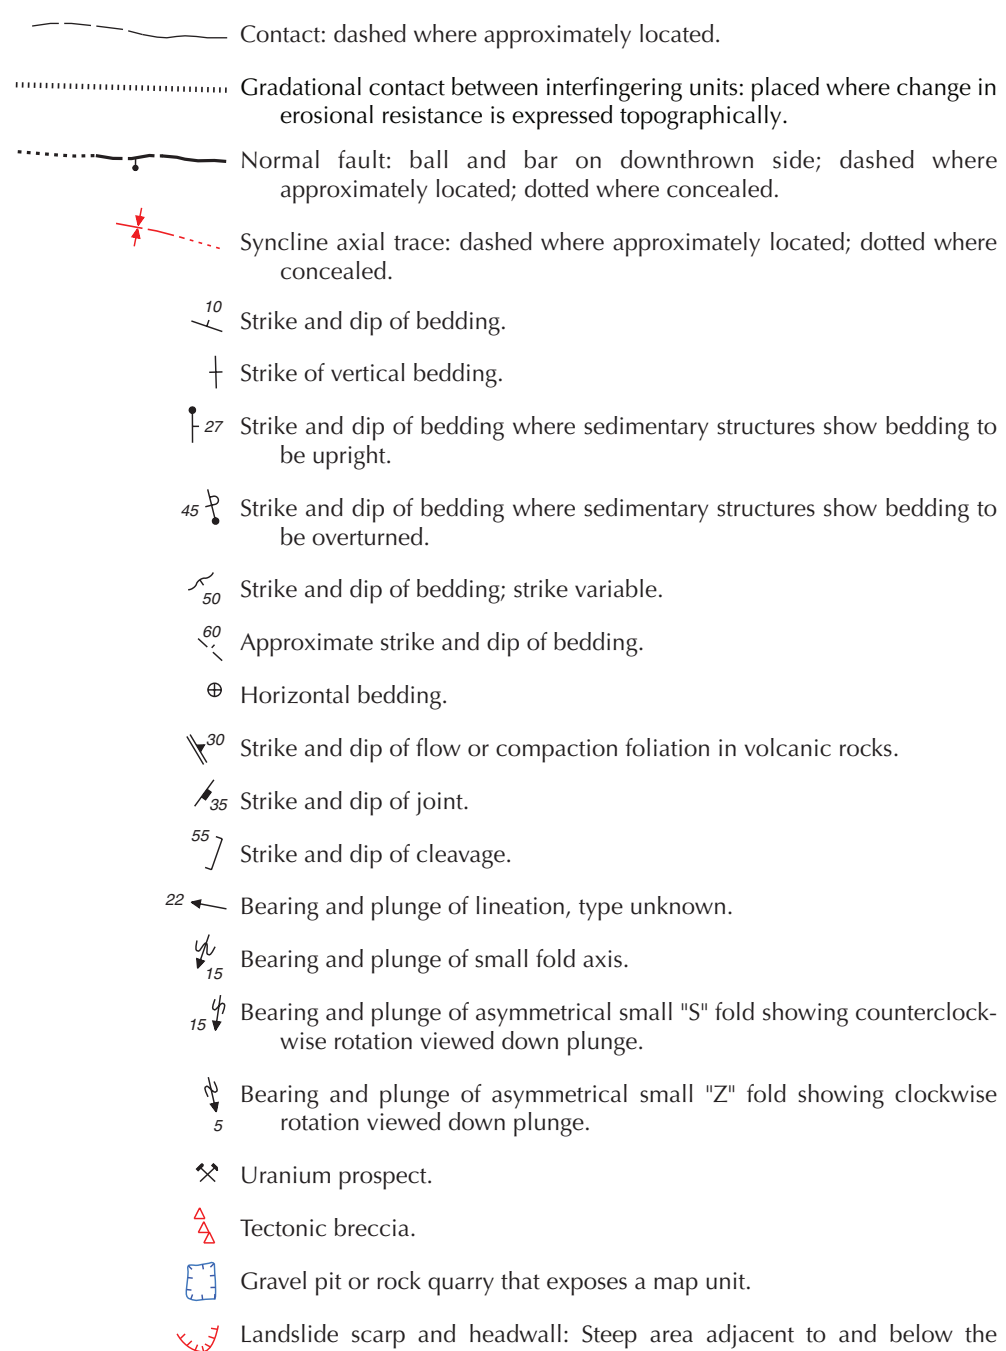 Contact: dashed where approximately located.
Gradational contact between interfingering units: placed where change in
erosional resistance is expressed topographically.
Normal fault: ball and bar on downthrown side; dashed where
approximately located; dotted where concealed.
Syncline axial trace: dashed where approximately located; dotted where
concealed.
10 Strike and dip of bedding.
Strike of vertical bedding.
27 Strike and dip of bedding where sedimentary structures show bedding to
be upright.
45 Strike and dip of bedding where sedimentary structures show bedding to
be overturned.
50 Strike and dip of bedding; strike variable.
60 Approximate strike and dip of bedding.
Horizontal bedding.
30 Strike and dip of flow or compaction foliation in volcanic rocks.
35 Strike and dip of joint.
55 Strike and dip of cleavage.
22 Bearing and plunge of lineation, type unknown.
15 Bearing and plunge of small fold axis.
15 Bearing and plunge of asymmetrical small "S" fold showing counterclock-
wise rotation viewed down plunge.
5 Bearing and plunge of asymmetrical small "Z" fold showing clockwise
rotation viewed down plunge.
Uranium prospect.
Tectonic breccia.
Gravel pit or rock quarry that exposes a map unit.
Landslide scarp and headwall: Steep area adjacent to and below the